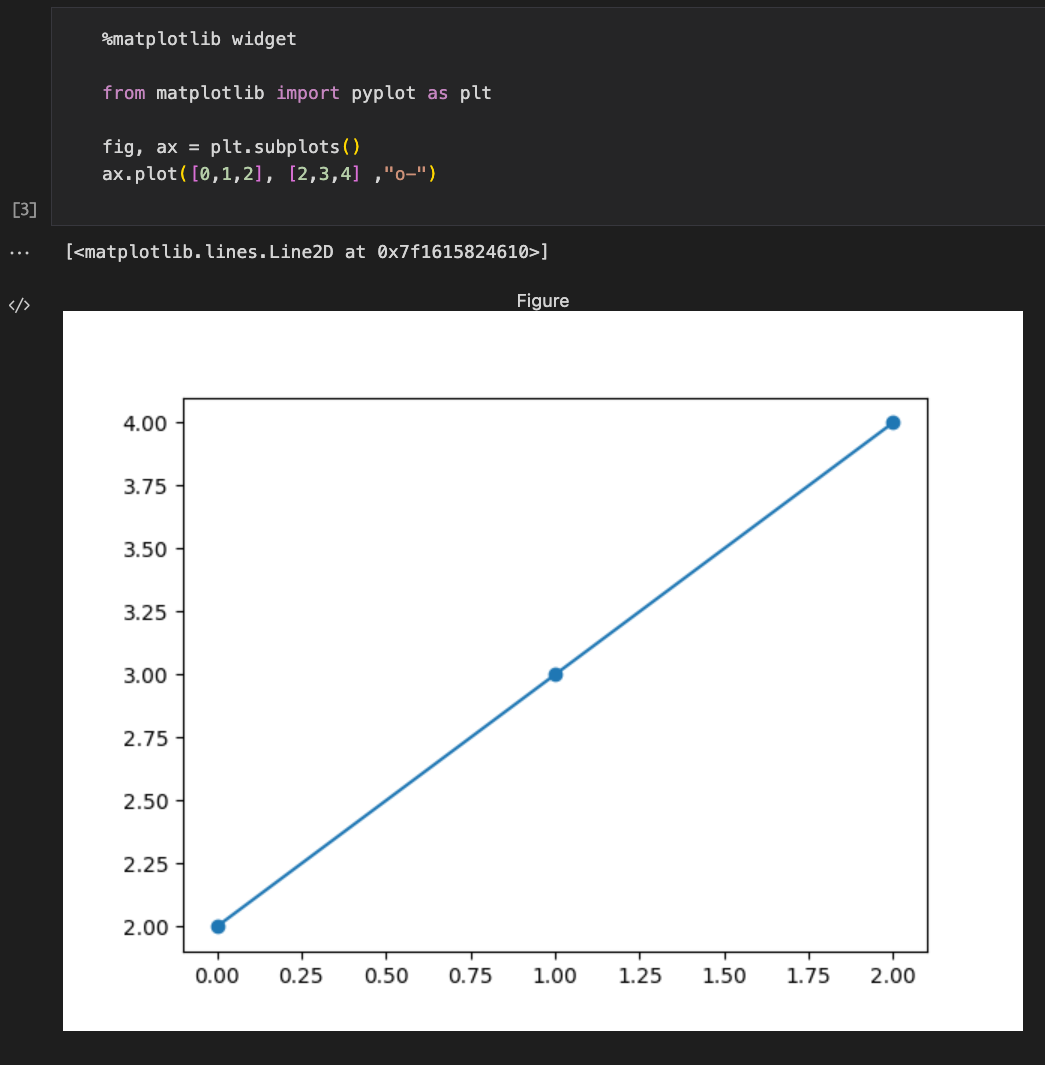 %matplotlib widget
from matplotlib import pyplot as plt
fig, ax = plt.subplots()
ax.plot([0,1,2], [2,3,4] ,"o-")
[3]
... [<matplotlib.lines.Line2D at 0x7f1615824610>]
</> Figure
4.00
3.75
3.50
3.25
3.00
2.75
2.50
2.25
2.00
0.00 0.25 0.50 0.75 1.00 1.25 1.50 1.75 2.00